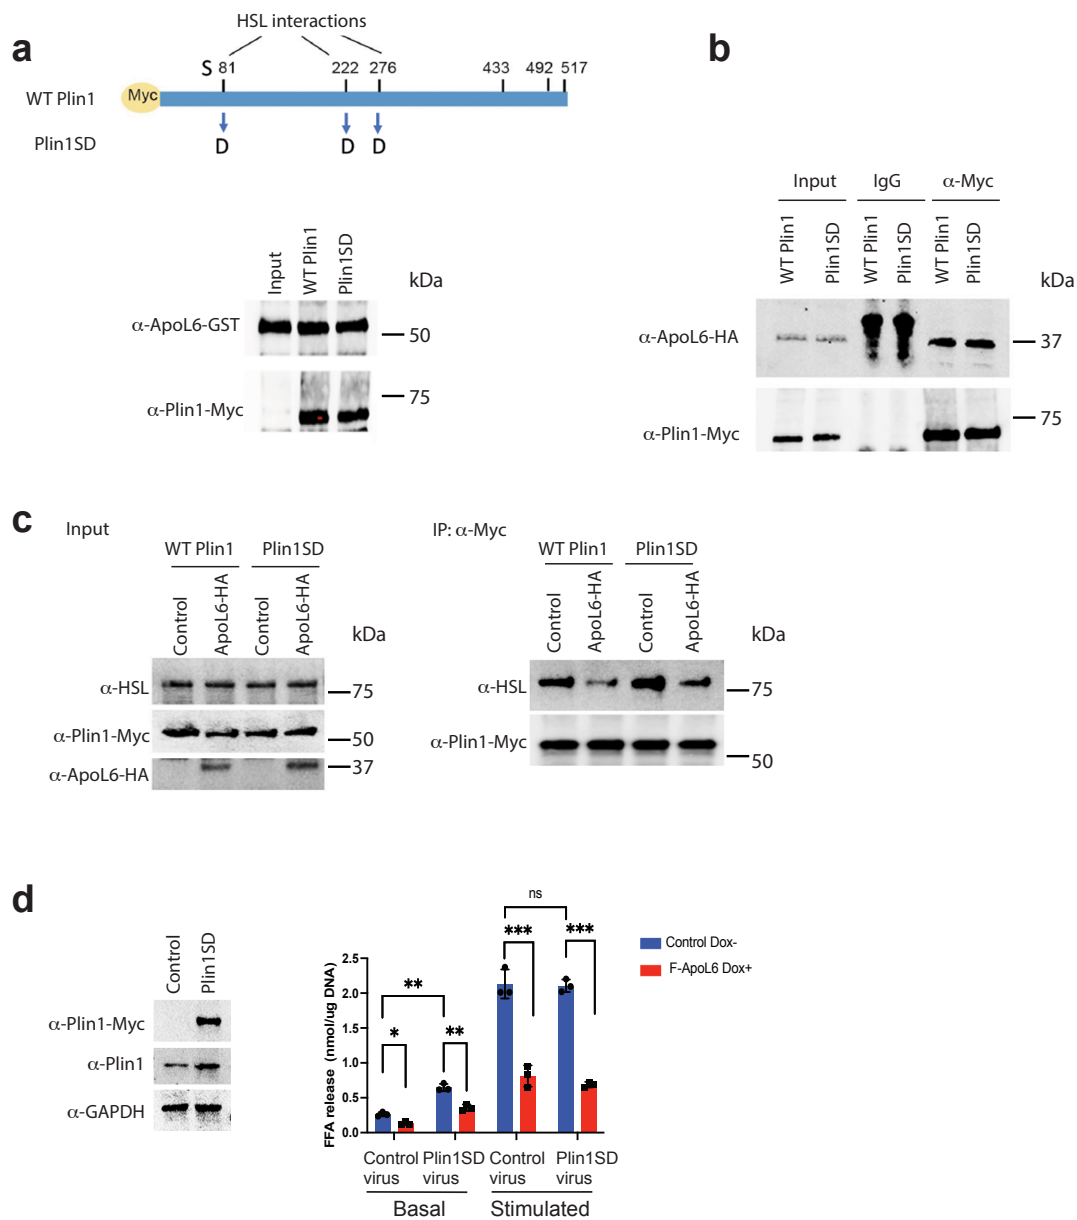 a
HSL interactions
S 81 222 276 433 492 517
WT Plin1 Myc
Plin1SD D D D
Input WT Plin1 Plin1SD
kDa
α-ApoL6-GST 50
75
α-Plin1-Myc
b
Input IgG α-Myc
WT Plin1 Plin1SD WT Plin1 Plin1SD WT Plin1 Plin1SD
kDa
α-ApoL6-HA 37
75
α-Plin1-Myc
c
Input
WT Plin1 Plin1SD
Control ApoL6-HA Control ApoL6-HA
kDa
α-HSL 75
α-Plin1-Myc 50
α-ApoL6-HA 37
IP: α-Myc
WT Plin1 Plin1SD
Control ApoL6-HA Control ApoL6-HA
kDa
α-HSL 75
α-Plin1-Myc
50
d
Control Plin1SD
α-Plin1-Myc
α-Plin1
α-GAPDH
FFA release (nmol/ug DNA)
2.5
2.0
1.5
1.0
0.5
0.0
* ** ** *** ns ***
Control Dox-
F-ApoL6 Dox+
Control Plin1SD Control Plin1SD
virus virus virus virus
Basal Stimulated